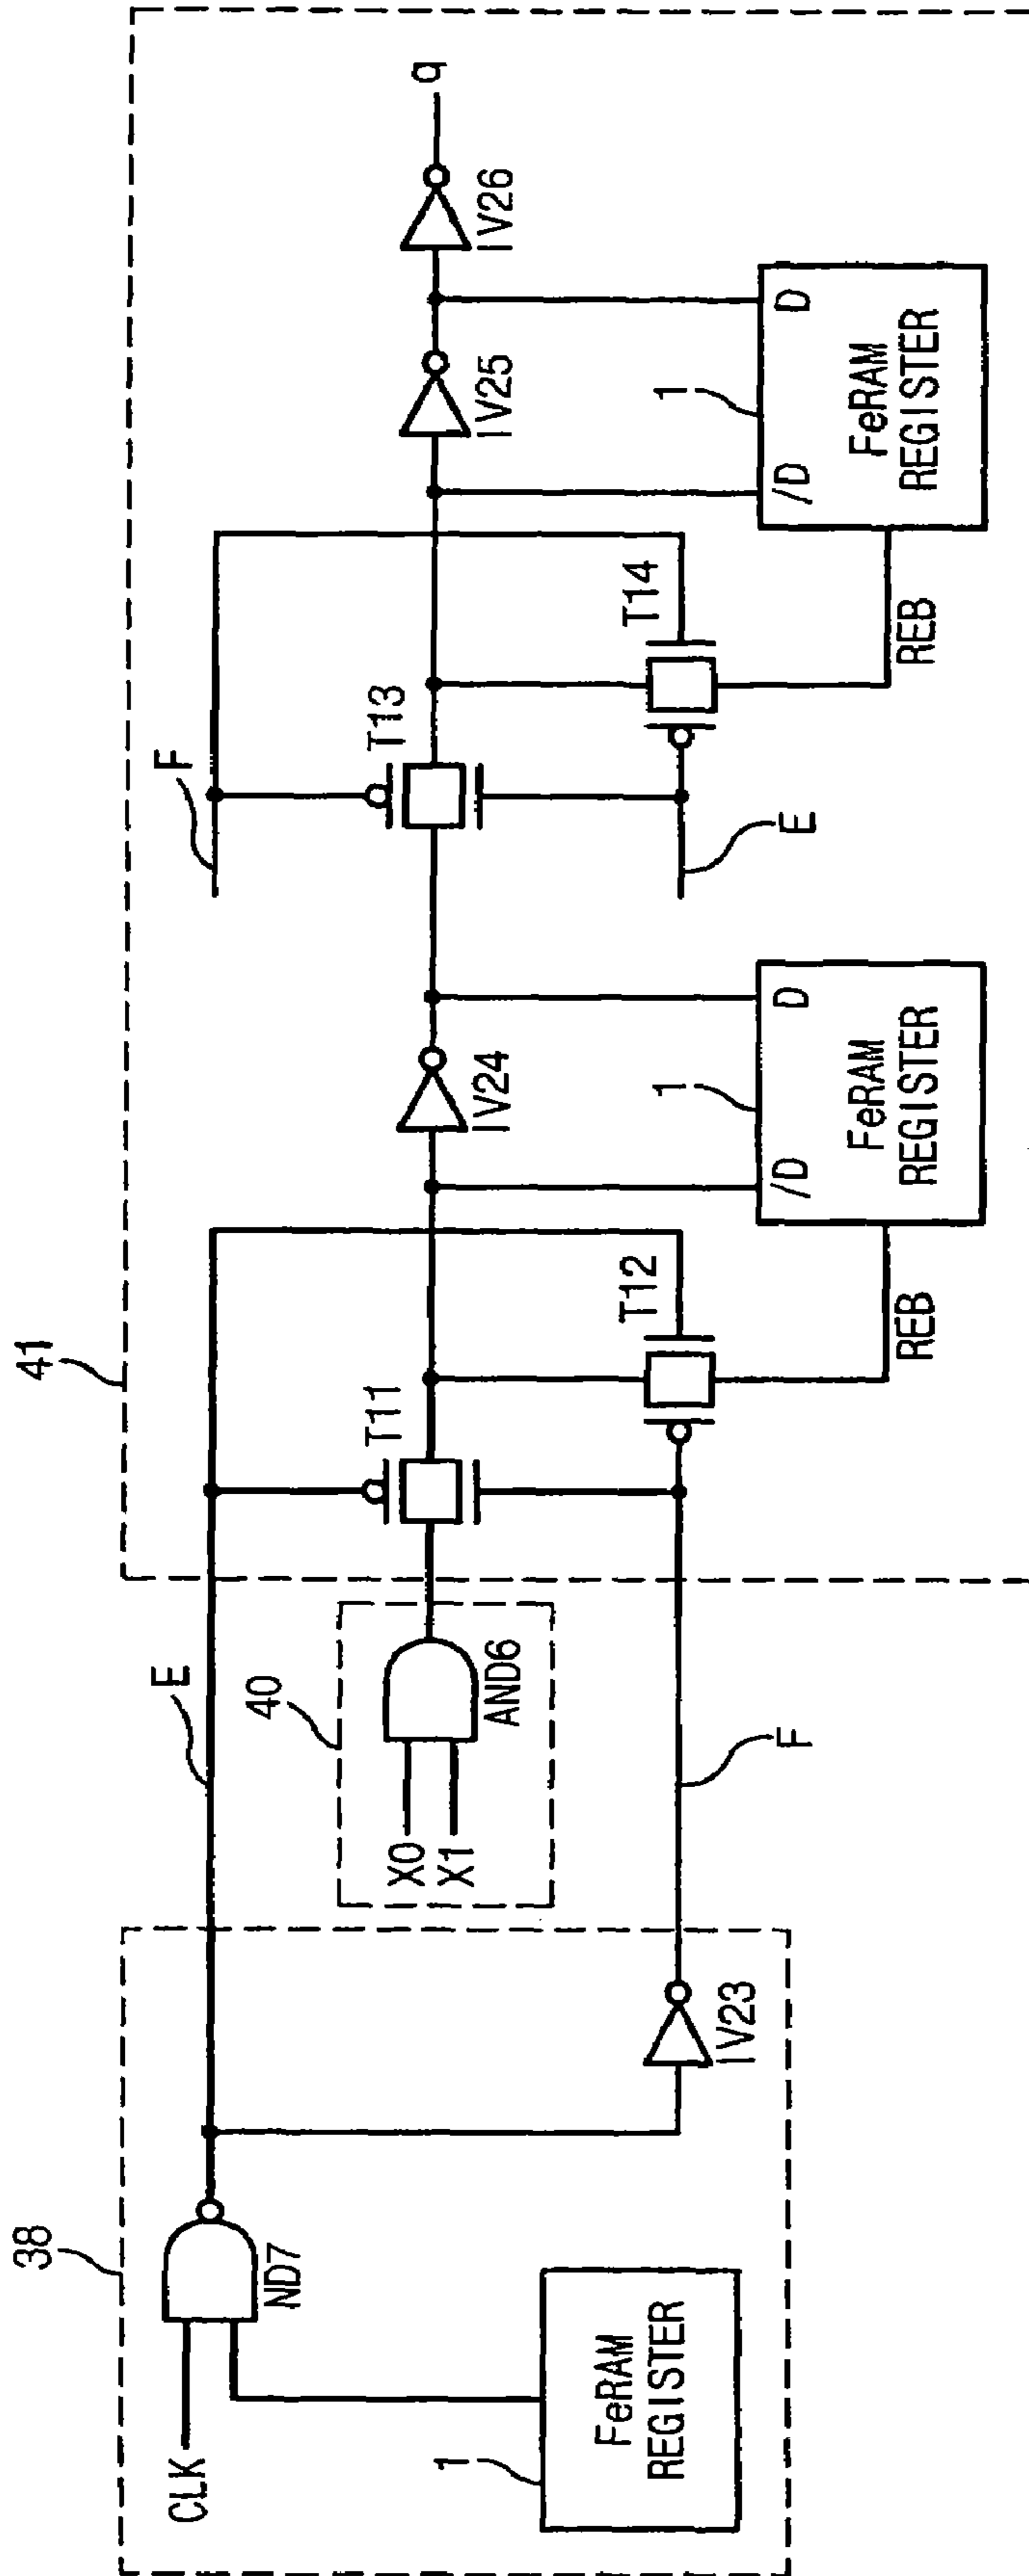 38
CLK
ND7
1
FeRAM
REGISTER
IV23
E
F
40
X0
X1
AND6
41
T11
T12
REB
IV24
/D
D
1
FeRAM
REGISTER
F
E
T13
T14
REB
IV25
IV26
q
/D
D
1
FeRAM
REGISTER